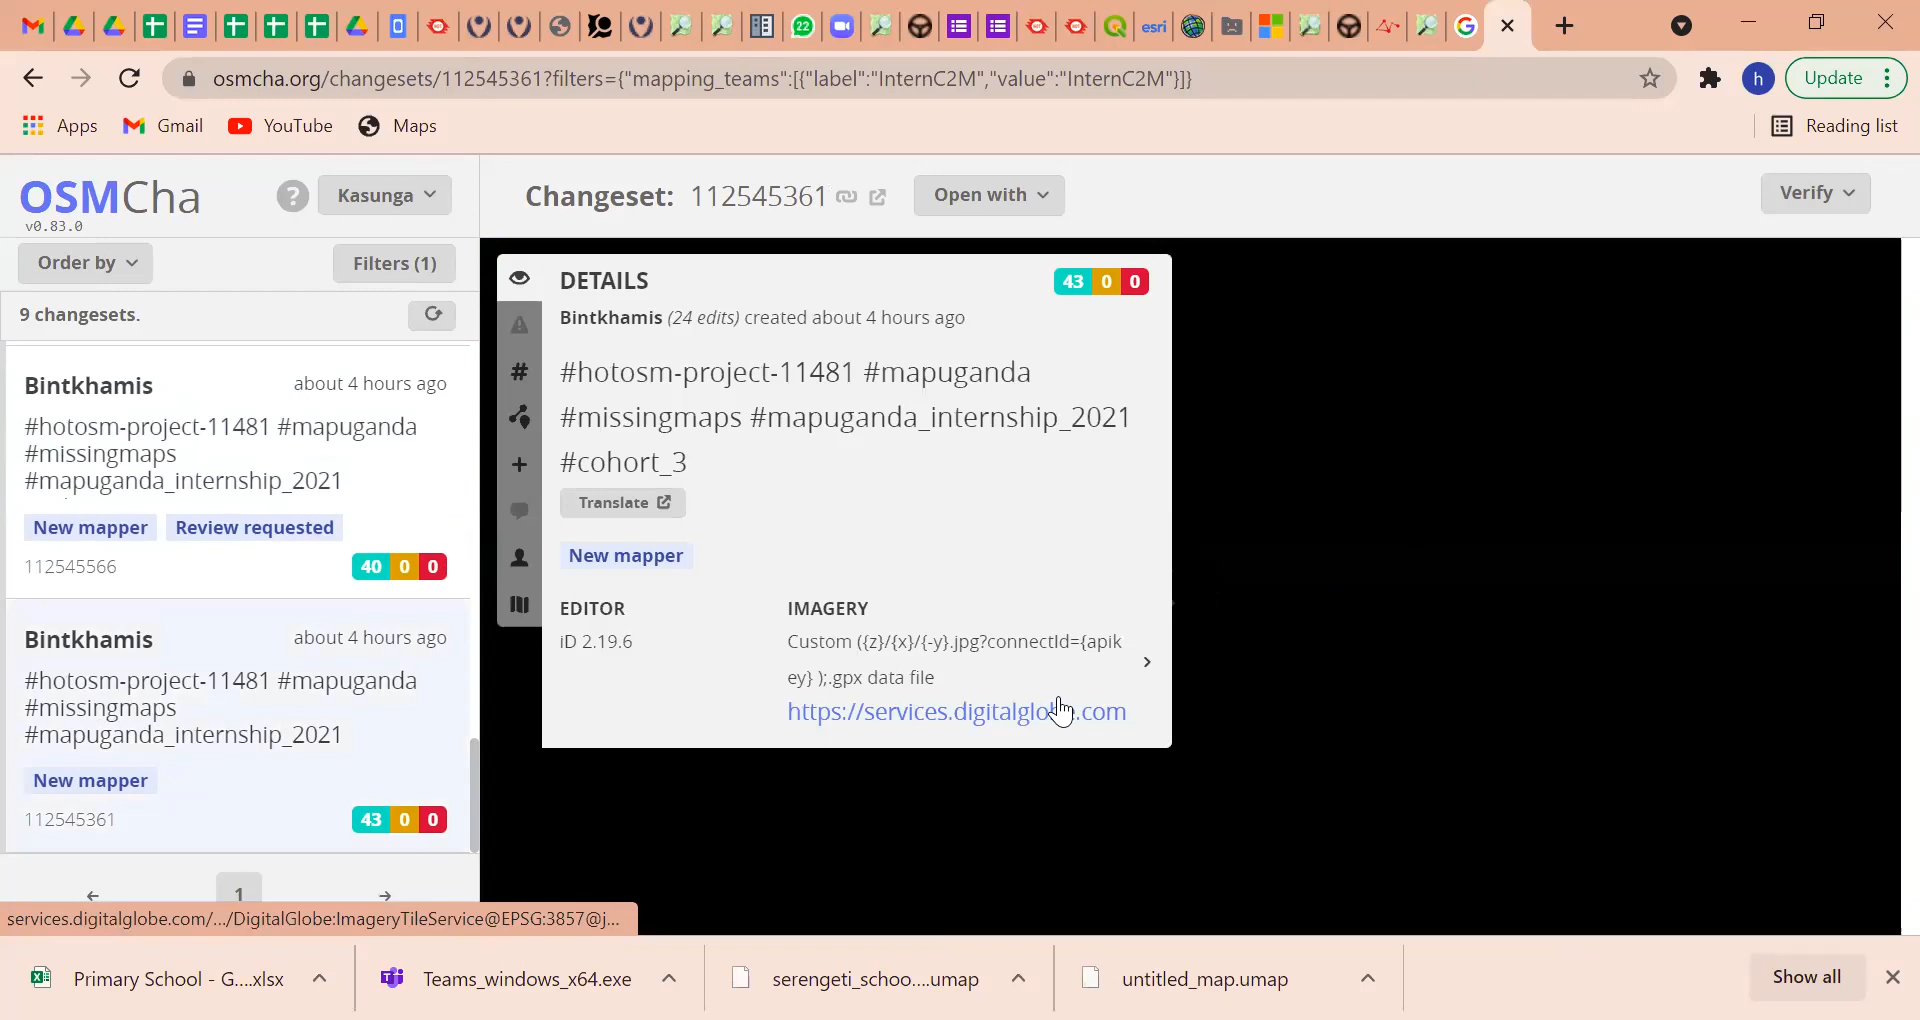 22
esri
osmcha.org/changesets/112545361?filters={"mapping_teams":[{"label":"InternC2M","value":"InternC2M"}]}
h
Update
Apps
Gmail
YouTube
Maps
Reading list
OSMCha
v0.83.0
?
Kasunga
Changeset: 112545361
Open with
Verify
Order by
Filters (1)
9 changesets.
Bintkhamis
about 4 hours ago
#hotosm-project-11481 #mapuganda
#missingmaps
#mapuganda_internship_2021
New mapper
Review requested
112545566
40 0 0
Bintkhamis
about 4 hours ago
#hotosm-project-11481 #mapuganda
#missingmaps
#mapuganda_internship_2021
New mapper
112545361
43 0 0
1
DETAILS
43 0 0
Bintkhamis (24 edits) created about 4 hours ago
#hotosm-project-11481 #mapuganda
#missingmaps #mapuganda_internship_2021
#cohort_3
Translate
New mapper
EDITOR
iD 2.19.6
IMAGERY
Custom ({z}/{x}/{-y}.jpg?connectId={apik
ey} );.gpx data file
https://services.digitalglobe.com
services.digitalglobe.com/.../DigitalGlobe:ImageryTileService@EPSG:3857@j...
Primary School - G....xlsx
Teams_windows_x64.exe
serengeti_schoo....umap
untitled_map.umap
Show all